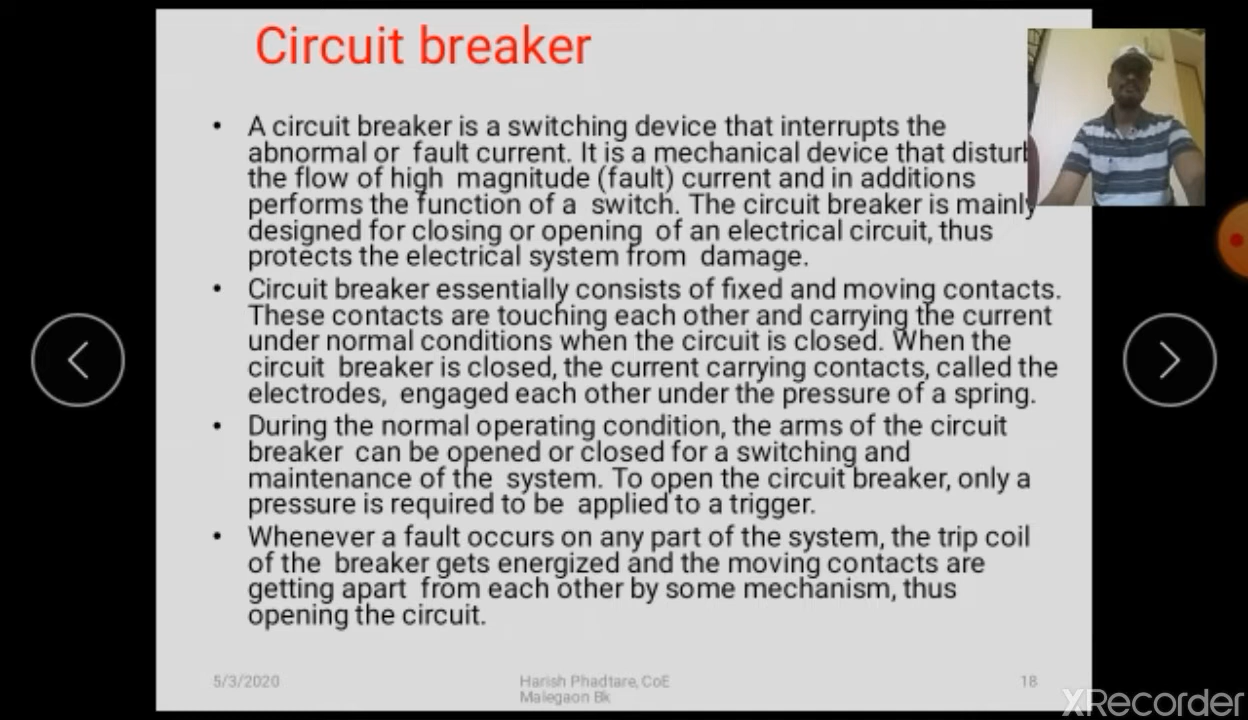 Circuit breaker
• A circuit breaker is a switching device that interrupts the
abnormal or fault current. It is a mechanical device that disturb
the flow of high magnitude (fault) current and in additions
performs the function of a switch. The circuit breaker is mainly
designed for closing or opening of an electrical circuit, thus
protects the electrical system from damage.
• Circuit breaker essentially consists of fixed and moving contacts.
These contacts are touching each other and carrying the current
under normal conditions when the circuit is closed. When the
circuit breaker is closed, the current carrying contacts, called the
electrodes, engaged each other under the pressure of a spring.
• During the normal operating condition, the arms of the circuit
breaker can be opened or closed for a switching and
maintenance of the system. To open the circuit breaker, only a
pressure is required to be applied to a trigger.
• Whenever a fault occurs on any part of the system, the trip coil
of the breaker gets energized and the moving contacts are
getting apart from each other by some mechanism, thus
opening the circuit.
5/3/2020
Harish Phadtare, CoE
Malegaon Bk
18
XRecorder